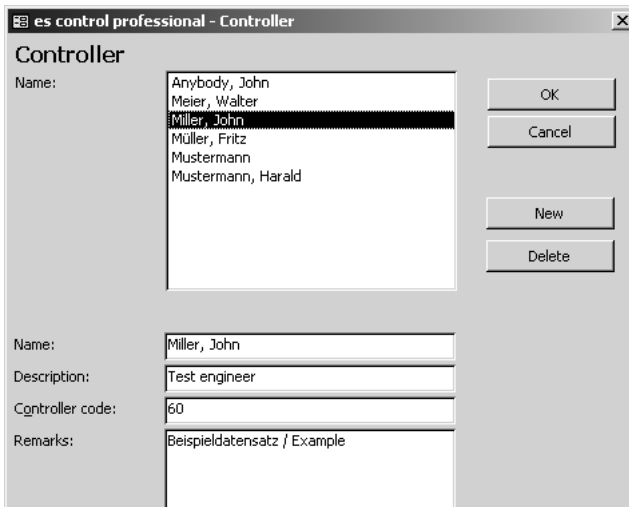 es control professional - Controller
Controller
Name:
Anybody, John
Meier, Walter
Miller, John
Müller, Fritz
Mustermann
Mustermann, Harald
OK
Cancel
New
Delete
Name: Miller, John
Description: Test engineer
Controller code: 60
Remarks: Beispieldatensatz / Example